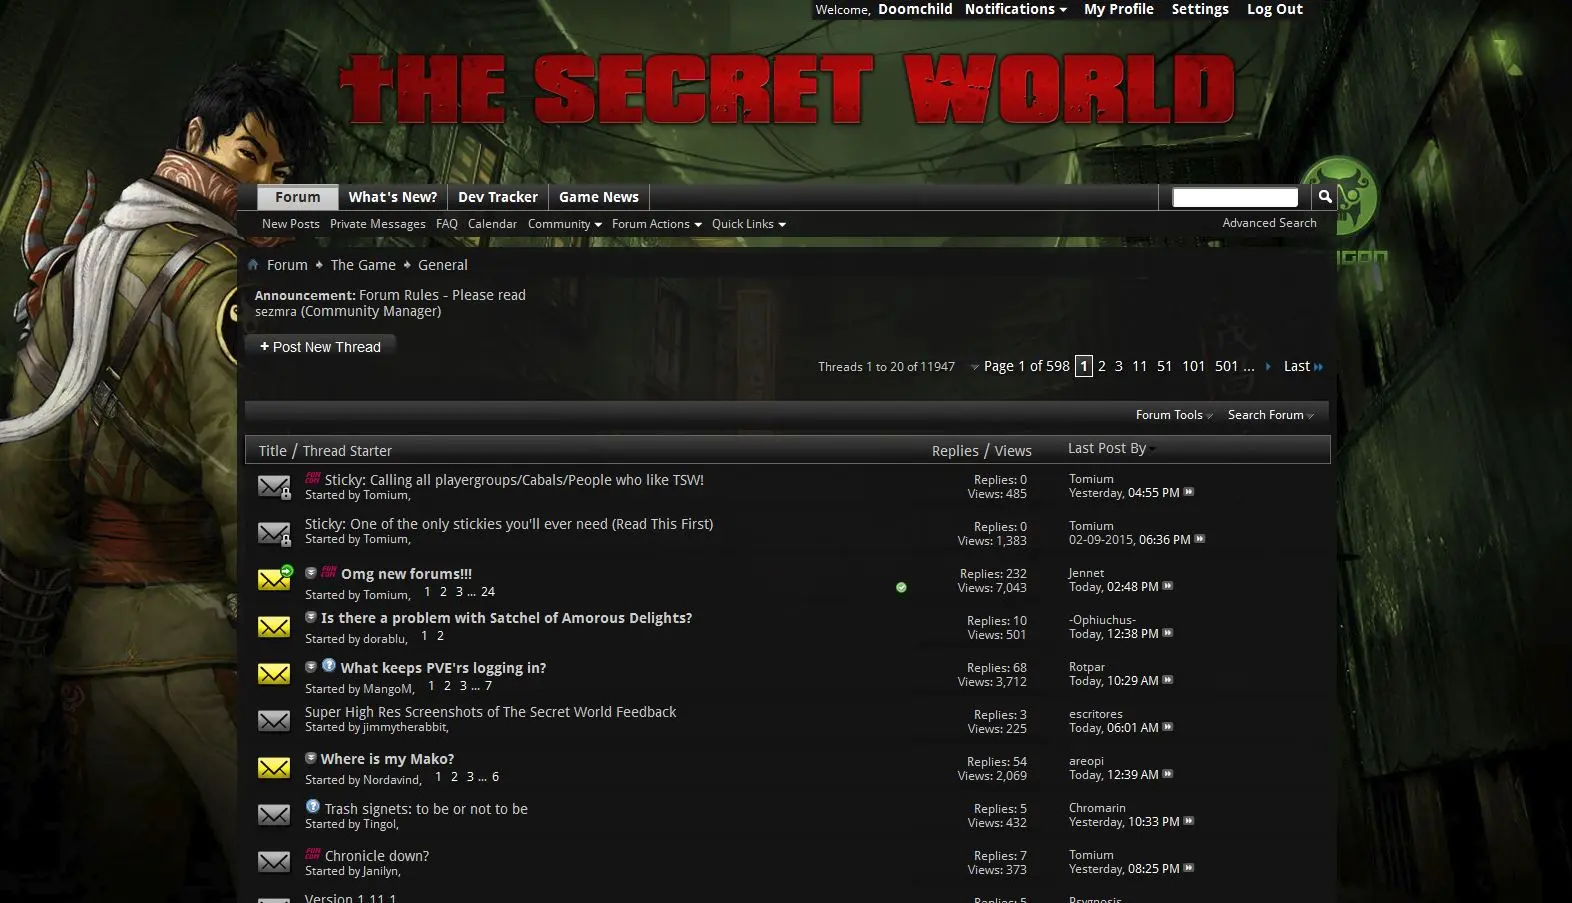 Welcome, Doomchild Notifications My Profile Settings Log Out
THE SECRET WORLD
Forum What's New? Dev Tracker Game News
New Posts Private Messages FAQ Calendar Community Forum Actions Quick Links Advanced Search
Forum The Game General
Announcement: Forum Rules - Please read
sezmra (Community Manager)
+ Post New Thread
Threads 1 to 20 of 11947 Page 1 of 598 1 2 3 11 51 101 501 ... Last
Forum Tools Search Forum
Title / Thread Starter Replies / Views Last Post By
Sticky: Calling all playergroups/Cabals/People who like TSW! Replies: 0 Tomium
Started by Tomium, Views: 485 Yesterday, 04:55 PM
Sticky: One of the only stickies you'll ever need (Read This First) Replies: 0 Tomium
Started by Tomium, Views: 1,383 02-09-2015, 06:36 PM
Omg new forums!!! Replies: 232 Jennet
Started by Tomium, 1 2 3 ... 24 Views: 7,043 Today, 02:48 PM
Is there a problem with Satchel of Amorous Delights? Replies: 10 -Ophiuchus-
Started by dorablu, 1 2 Views: 501 Today, 12:38 PM
What keeps PVE'rs logging in? Replies: 68 Rotpar
Started by MangoM, 1 2 3 ... 7 Views: 3,712 Today, 10:29 AM
Super High Res Screenshots of The Secret World Feedback Replies: 3 escritores
Started by jimmytherabbit, Views: 225 Today, 06:01 AM
Where is my Mako? Replies: 54 areopi
Started by Nordavind, 1 2 3 ... 6 Views: 2,069 Today, 12:39 AM
Trash signets: to be or not to be Replies: 5 Chromarin
Started by Tingol, Views: 432 Yesterday, 10:33 PM
Chronicle down? Replies: 7 Tomium
Started by Janilyn, Views: 373 Yesterday, 08:25 PM
Version 1.11.1 Replies: 5 Psygnosis